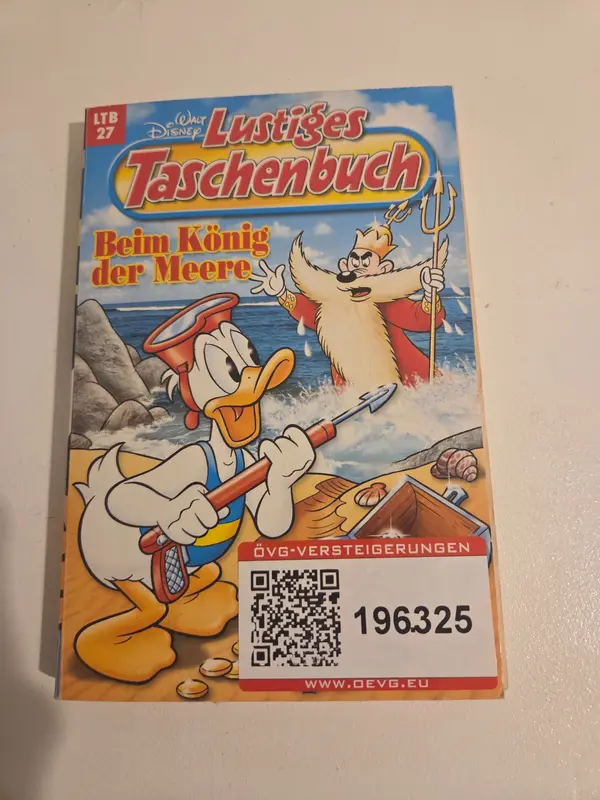 LTB
27
Walt
Disney
Lustiges
Taschenbuch
Beim König
der Meere
ÖVG-VERSTEIGERUNGEN
196325
WWW.OEVG.EU